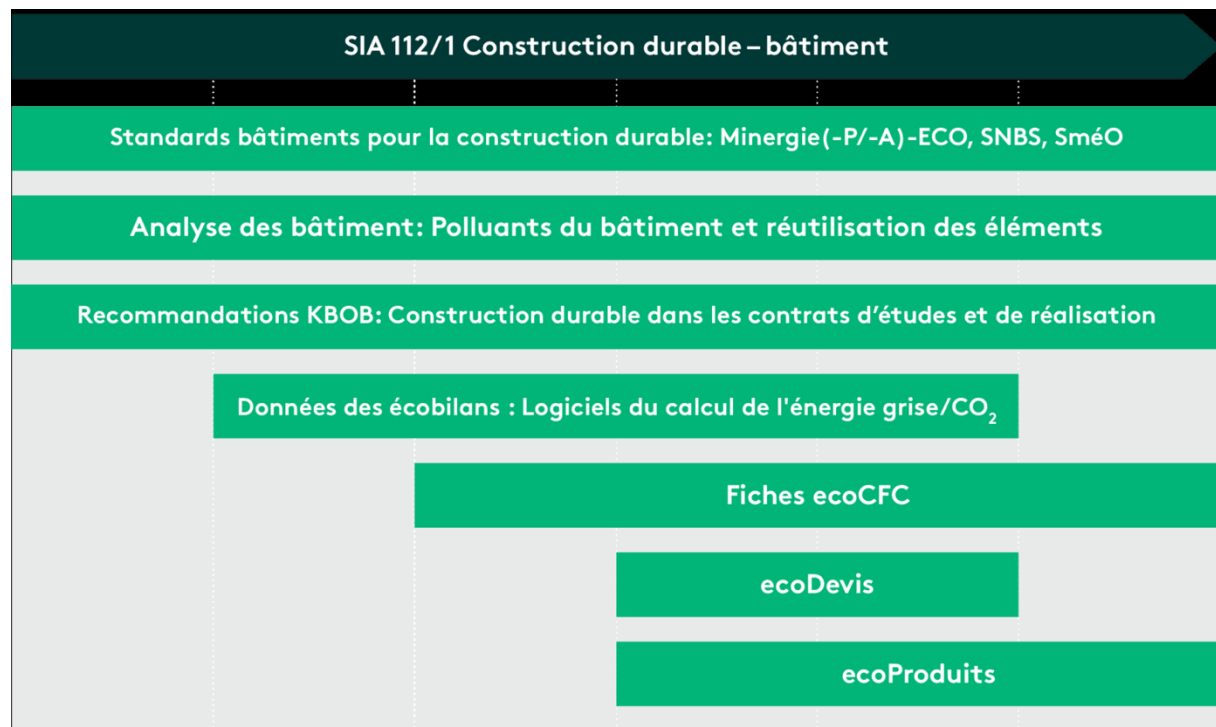 SIA 112/1 Construction durable – bâtiment
Standards bâtiments pour la construction durable: Minergie(-P/-A)-ECO, SNBS, SméO
Analyse des bâtiment: Polluants du bâtiment et réutilisation des éléments
Recommandations KBOB: Construction durable dans les contrats d’études et de réalisation
Données des écobilans : Logiciels du calcul de l'énergie grise/CO₂
Fiches ecoCFC
ecoDevis
ecoProduits